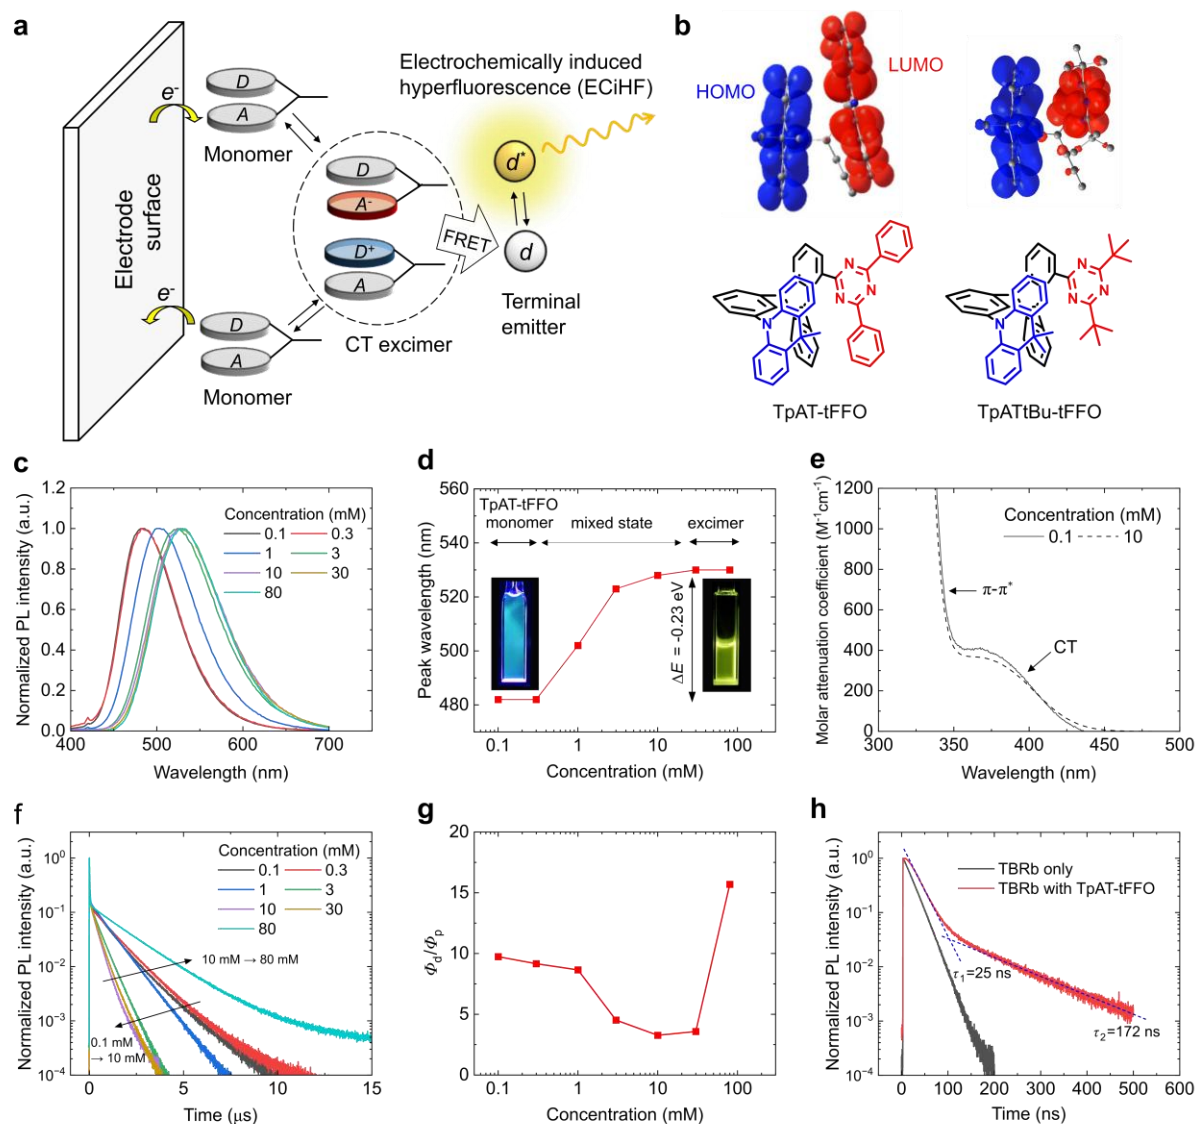 a
Electrode surface
e-
D
A
Monomer
e-
D
A
Monomer
D
A-
D+
A
CT excimer
FRET
Electrochemically induced
hyperfluorescence (ECiHF)
d*
d
Terminal
emitter
b
HOMO
LUMO
N
N
N
N
TpAT-tFFO
N
N
N
N
TpATtBu-tFFO
c
Normalized PL intensity (a.u.)
1.2
1.0
0.8
0.6
0.4
0.2
0.0
400 500 600 700
Wavelength (nm)
Concentration (mM)
0.1 0.3
1 3
10 30
80
d
Peak wavelength (nm)
560
540
520
500
480
0.1 1 10 100
Concentration (mM)
TpAT-tFFO
monomer mixed state excimer
ΔE = -0.23 eV
e
Molar attenuation coefficient (M-1cm-1)
1200
1000
800
600
400
200
0
300 350 400 450 500
Wavelength (nm)
Concentration (mM)
0.1 10
π-π*
CT
f
Normalized PL intensity (a.u.)
10⁰
10⁻¹
10⁻²
10⁻³
10⁻⁴
0 5 10 15
Time (μs)
Concentration (mM)
0.1 0.3
1 3
10 30
80
10 mM → 80 mM
0.1 mM
→ 10 mM
g
Φd/Φp
20
15
10
5
0
0.1 1 10 100
Concentration (mM)
h
Normalized PL intensity (a.u.)
10⁰
10⁻¹
10⁻²
10⁻³
10⁻⁴
0 100 200 300 400 500 600
Time (ns)
TBRb only
TBRb with TpAT-tFFO
τ1=25 ns
τ2=172 ns